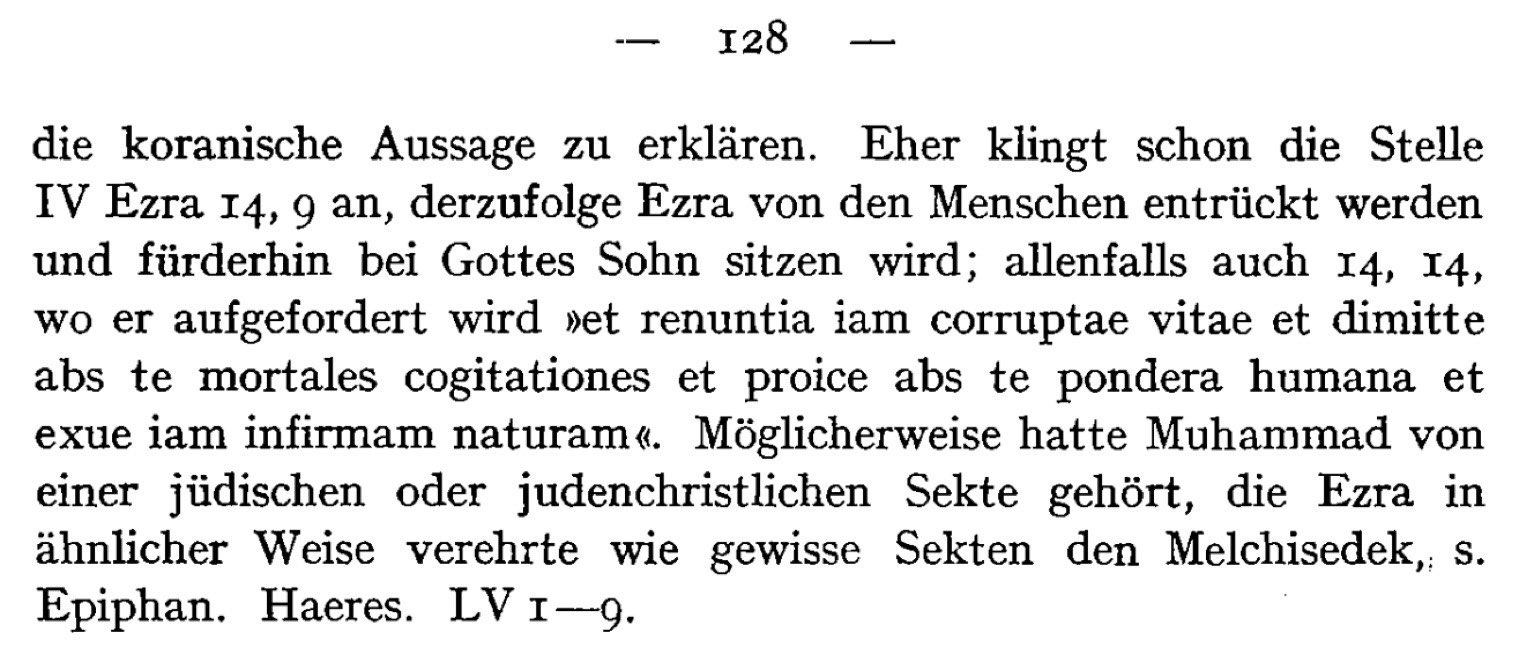 — 128 —
die koranische Aussage zu erklären. Eher klingt schon die Stelle
IV Ezra 14, 9 an, derzufolge Ezra von den Menschen entrückt werden
und fürderhin bei Gottes Sohn sitzen wird; allenfalls auch 14, 14,
wo er aufgefordert wird »et renuntia iam corruptae vitae et dimitte
abs te mortales cogitationes et proice abs te pondera humana et
exue iam infirmam naturam«. Möglicherweise hatte Muhammad von
einer jüdischen oder judenchristlichen Sekte gehört, die Ezra in
ähnlicher Weise verehrte wie gewisse Sekten den Melchisedek, s.
Epiphan. Haeres. LV 1—9.